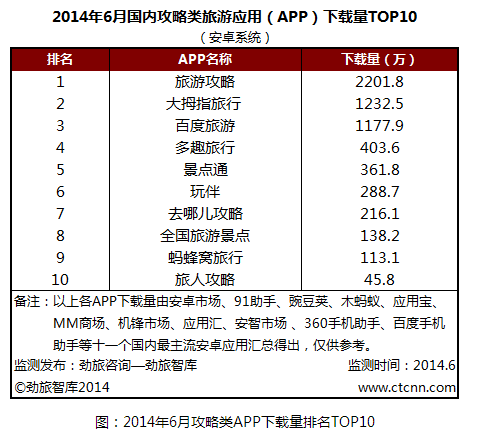 2014年6月国内攻略类旅游应用（APP）下载量TOP10
（安卓系统）
排名 APP名称 下载量（万）
1 旅游攻略 2201.8
2 大拇指旅行 1232.5
3 百度旅游 1177.9
4 多趣旅行 403.6
5 景点通 361.8
6 玩伴 288.7
7 去哪儿攻略 216.1
8 全国旅游景点 138.2
9 蚂蜂窝旅行 113.1
10 旅人攻略 45.8
备注：以上各APP下载量由安卓市场、91助手、豌豆荚、木蚂蚁、应用宝、
MM商场、机锋市场、应用汇、安智市场 、360手机助手、百度手机
助手等十一个国内最主流安卓应用汇总得出，仅供参考。
监测发布：劲旅咨询—劲旅智库 监测时间：2014.6
©劲旅智库2014 www.ctcnn.com
图：2014年6月攻略类APP下载量排名TOP10